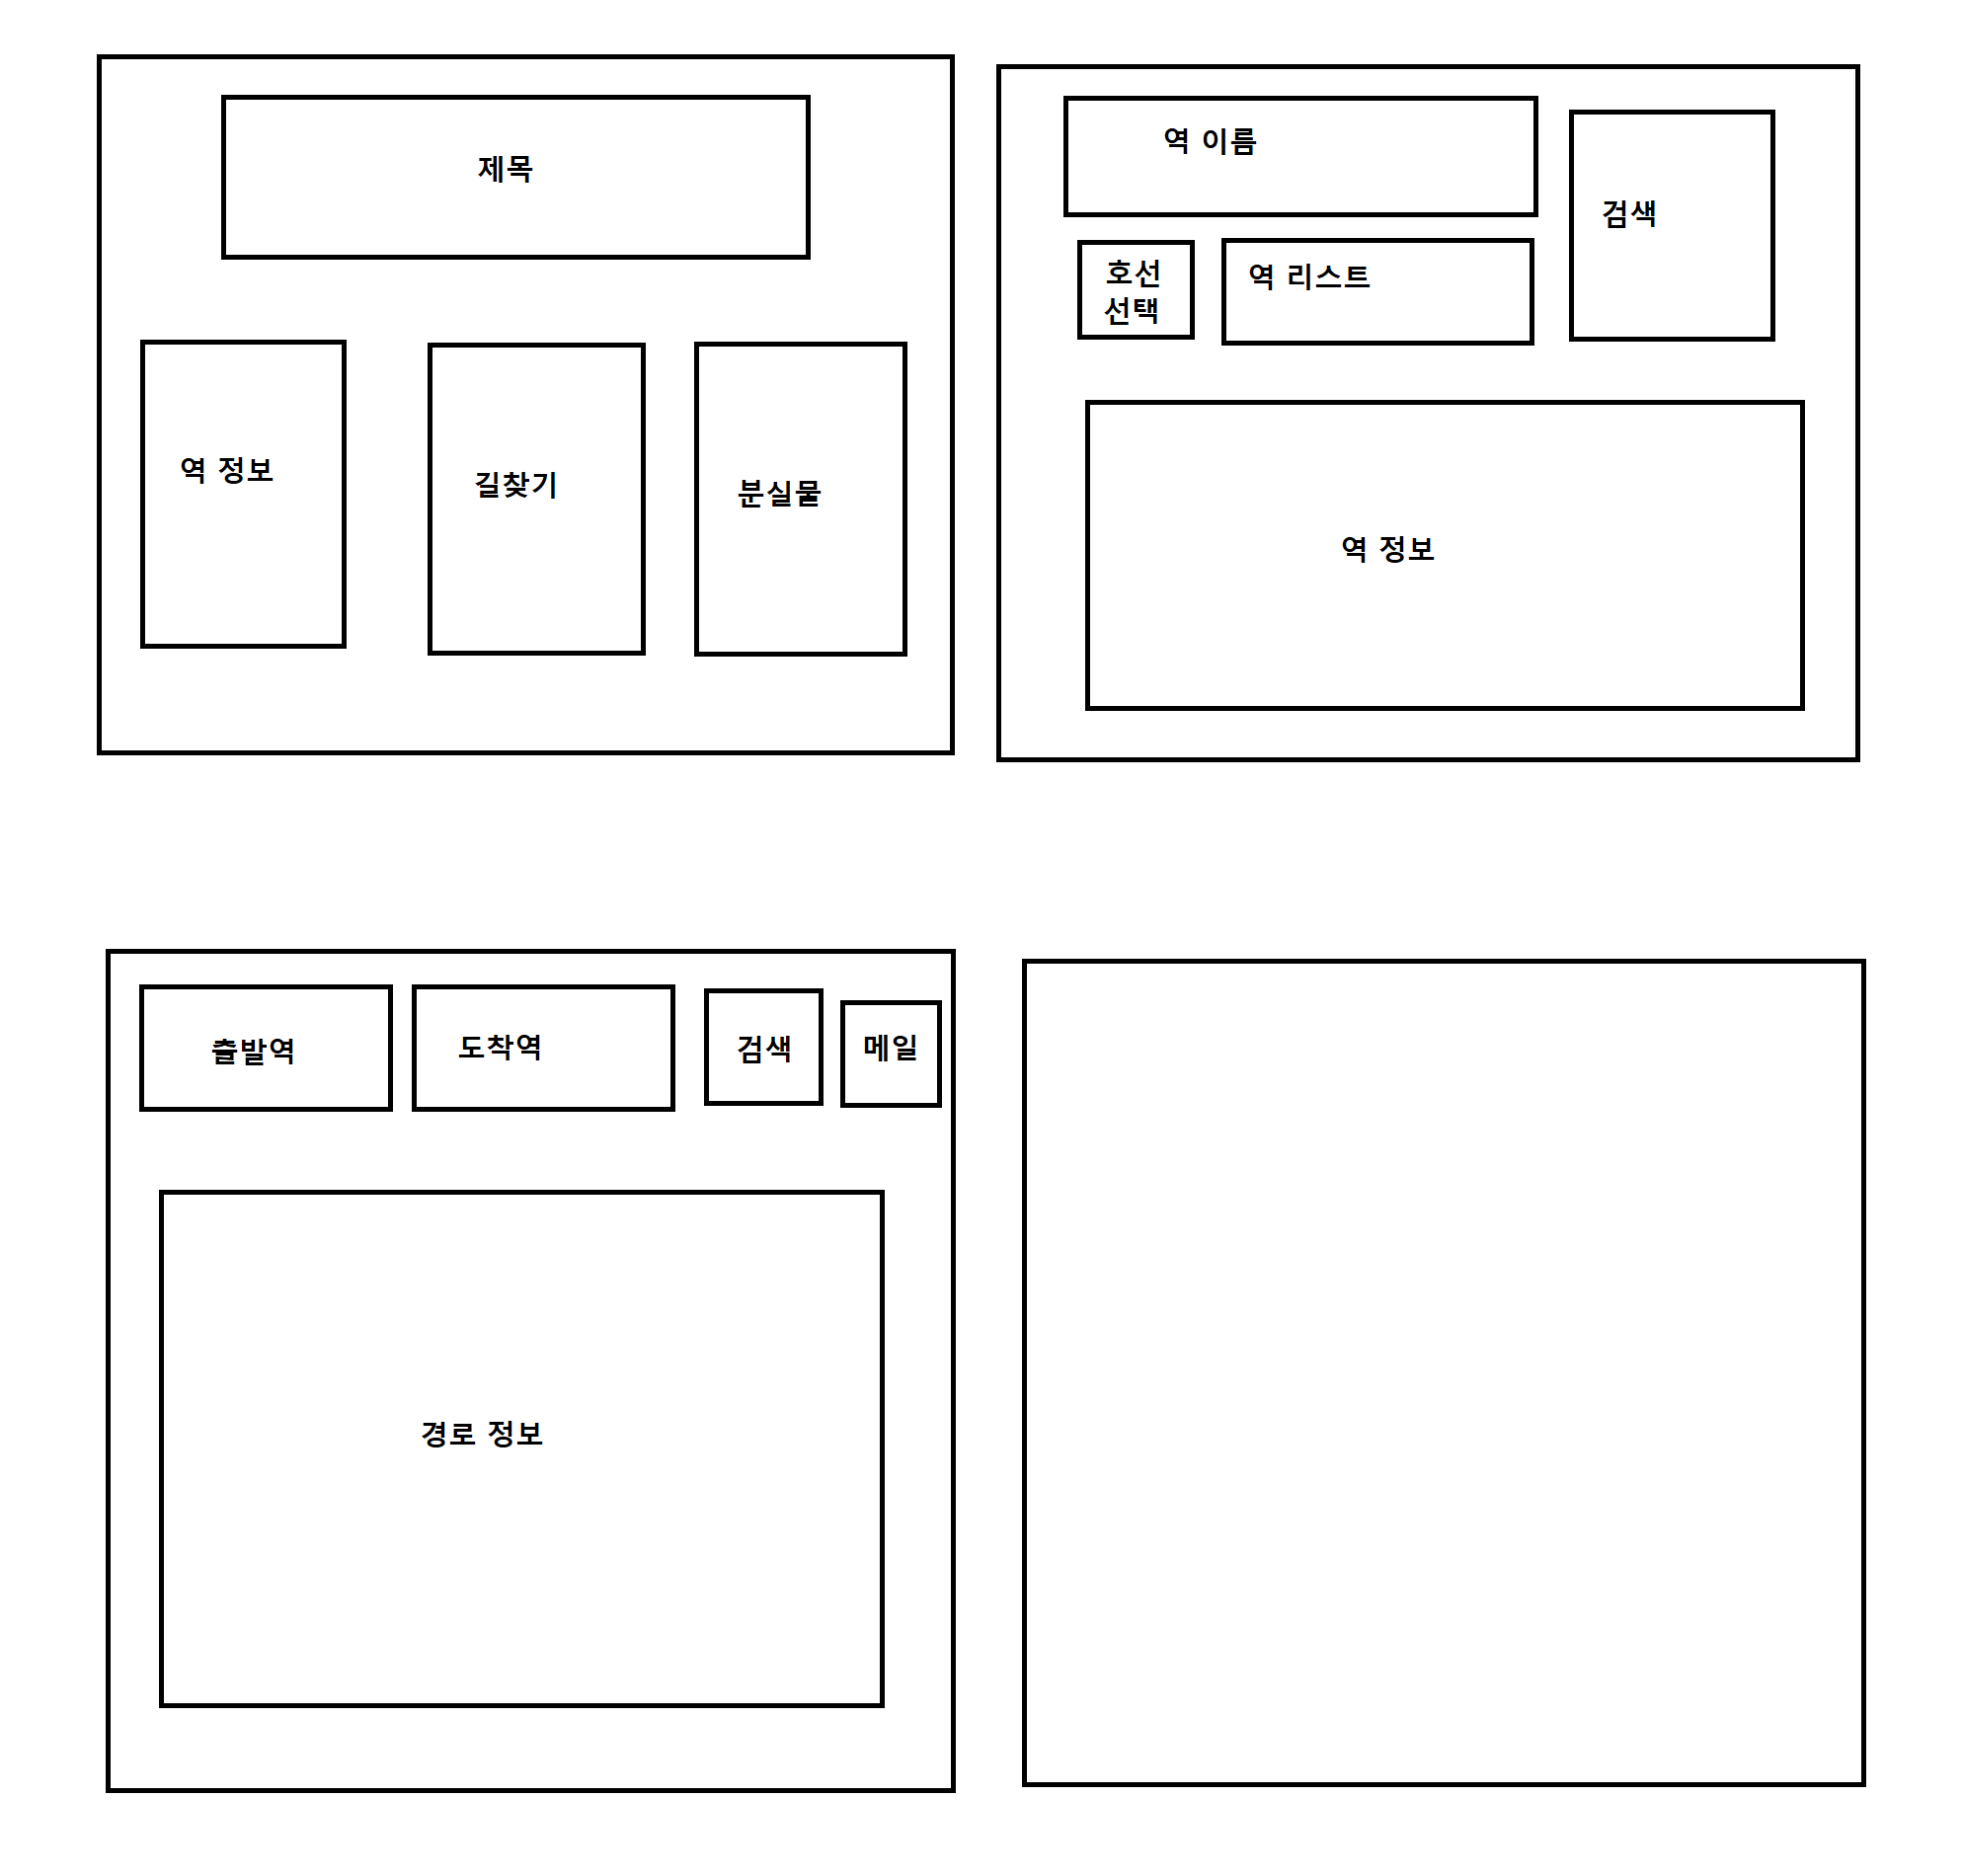 제목
역 정보
길찾기
분실물
역 이름
검색
호선
선택
역 리스트
역 정보
츨발역
도착역
검색
메일
경로 정보